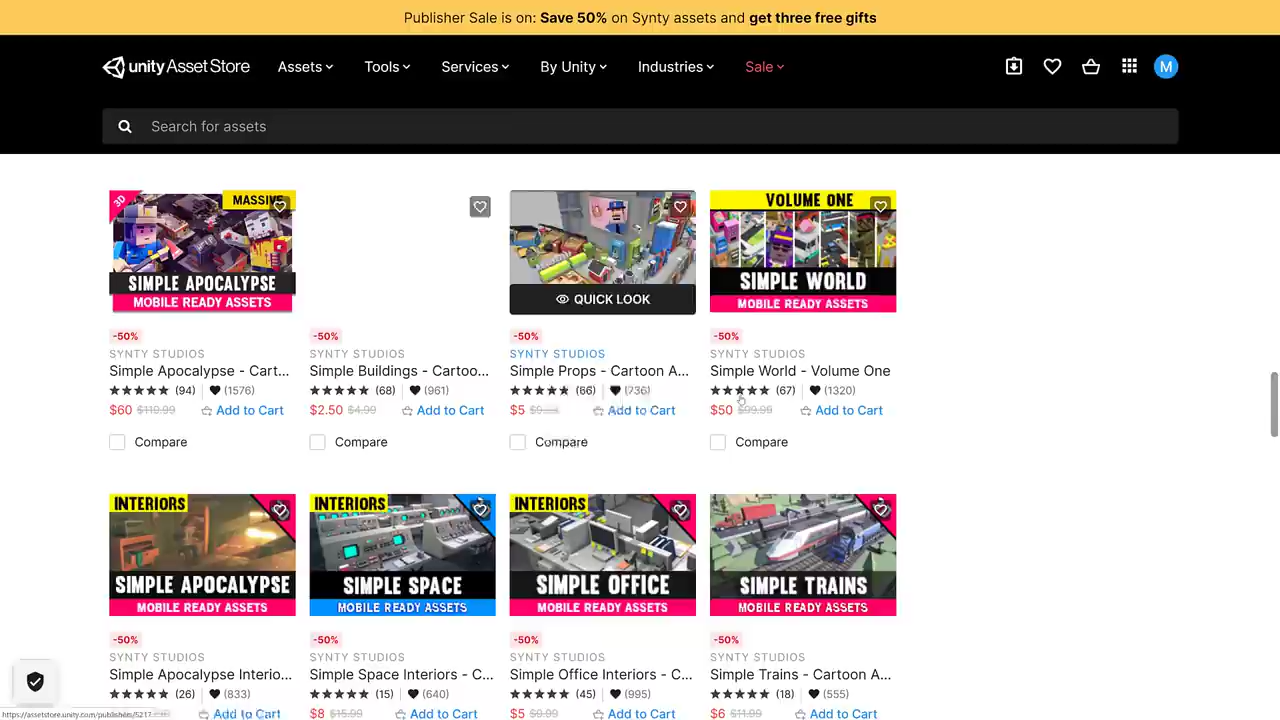 Publisher Sale is on: Save 50% on Synty assets and get three free gifts
unity Asset Store Assets Tools Services By Unity Industries Sale M
Search for assets
3D MASSIVE
SIMPLE APOCALYPSE
MOBILE READY ASSETS
QUICK LOOK
VOLUME ONE
SIMPLE WORLD
MOBILE READY ASSETS
-50% -50% -50% -50%
SYNTY STUDIOS SYNTY STUDIOS SYNTY STUDIOS SYNTY STUDIOS
Simple Apocalypse - Cart... Simple Buildings - Cartoo... Simple Props - Cartoon A... Simple World - Volume One
(94) (1576) (68) (961) (66) (736) (67) (1320)
$60 $119.99 Add to Cart $2.50 $4.99 Add to Cart $5 Add to Cart $50 $99.99 Add to Cart
Compare Compare Compare Compare
INTERIORS INTERIORS INTERIORS
SIMPLE APOCALYPSE SIMPLE SPACE SIMPLE OFFICE SIMPLE TRAINS
MOBILE READY ASSETS MOBILE READY ASSETS MOBILE READY ASSETS MOBILE READY ASSETS
-50% -50% -50% -50%
SYNTY STUDIOS SYNTY STUDIOS SYNTY STUDIOS SYNTY STUDIOS
Simple Apocalypse Interio... Simple Space Interiors - C... Simple Office Interiors - C... Simple Trains - Cartoon A...
(26) (833) (15) (640) (45) (995) (18) (555)
Add to Cart $8 $15.99 Add to Cart $5 $9.99 Add to Cart $6 $11.99 Add to Cart
https://assetstore.unity.com/publishers/5217